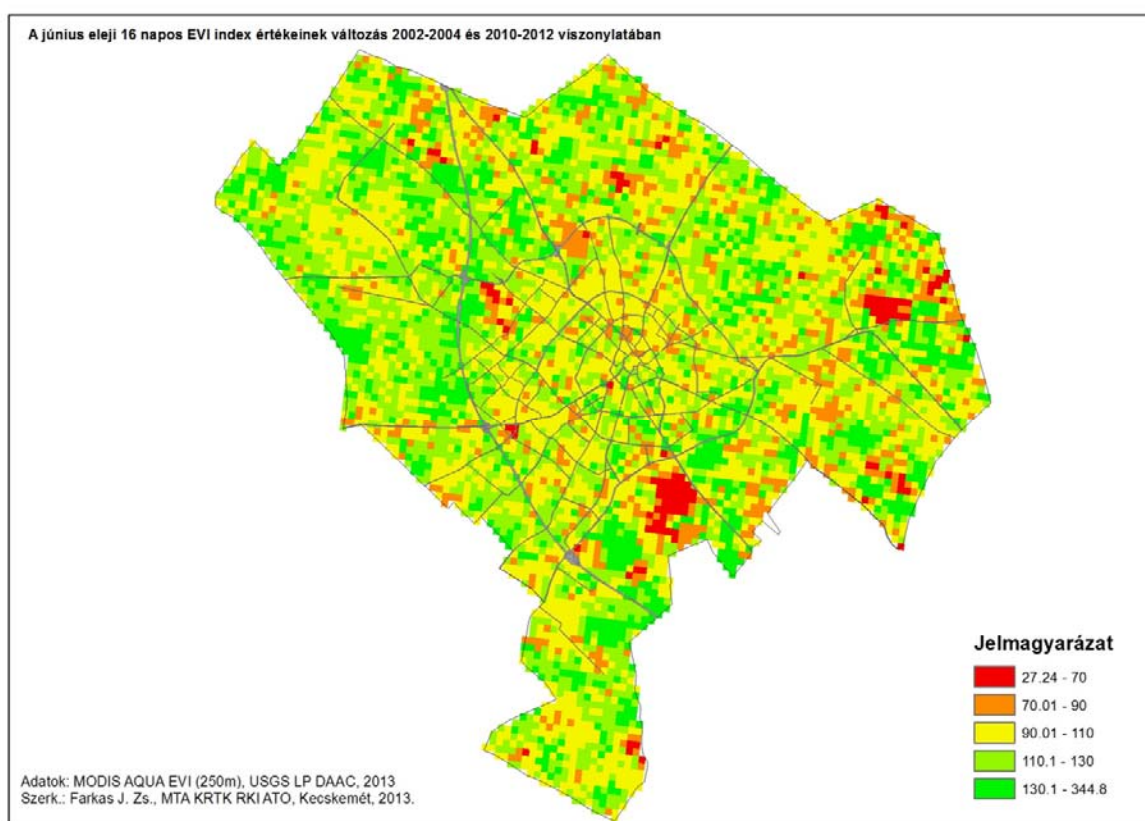 A június eleji 16 napos EVI index értékeinek változás 2002-2004 és 2010-2012 viszonylatában
Jelmagyarázat
27.24 - 70
70.01 - 90
90.01 - 110
110.1 - 130
130.1 - 344.8
Adatok: MODIS AQUA EVI (250m), USGS LP DAAC, 2013
Szerk.: Farkas J. Zs., MTA KRTK RKI ATO, Kecskemét, 2013.